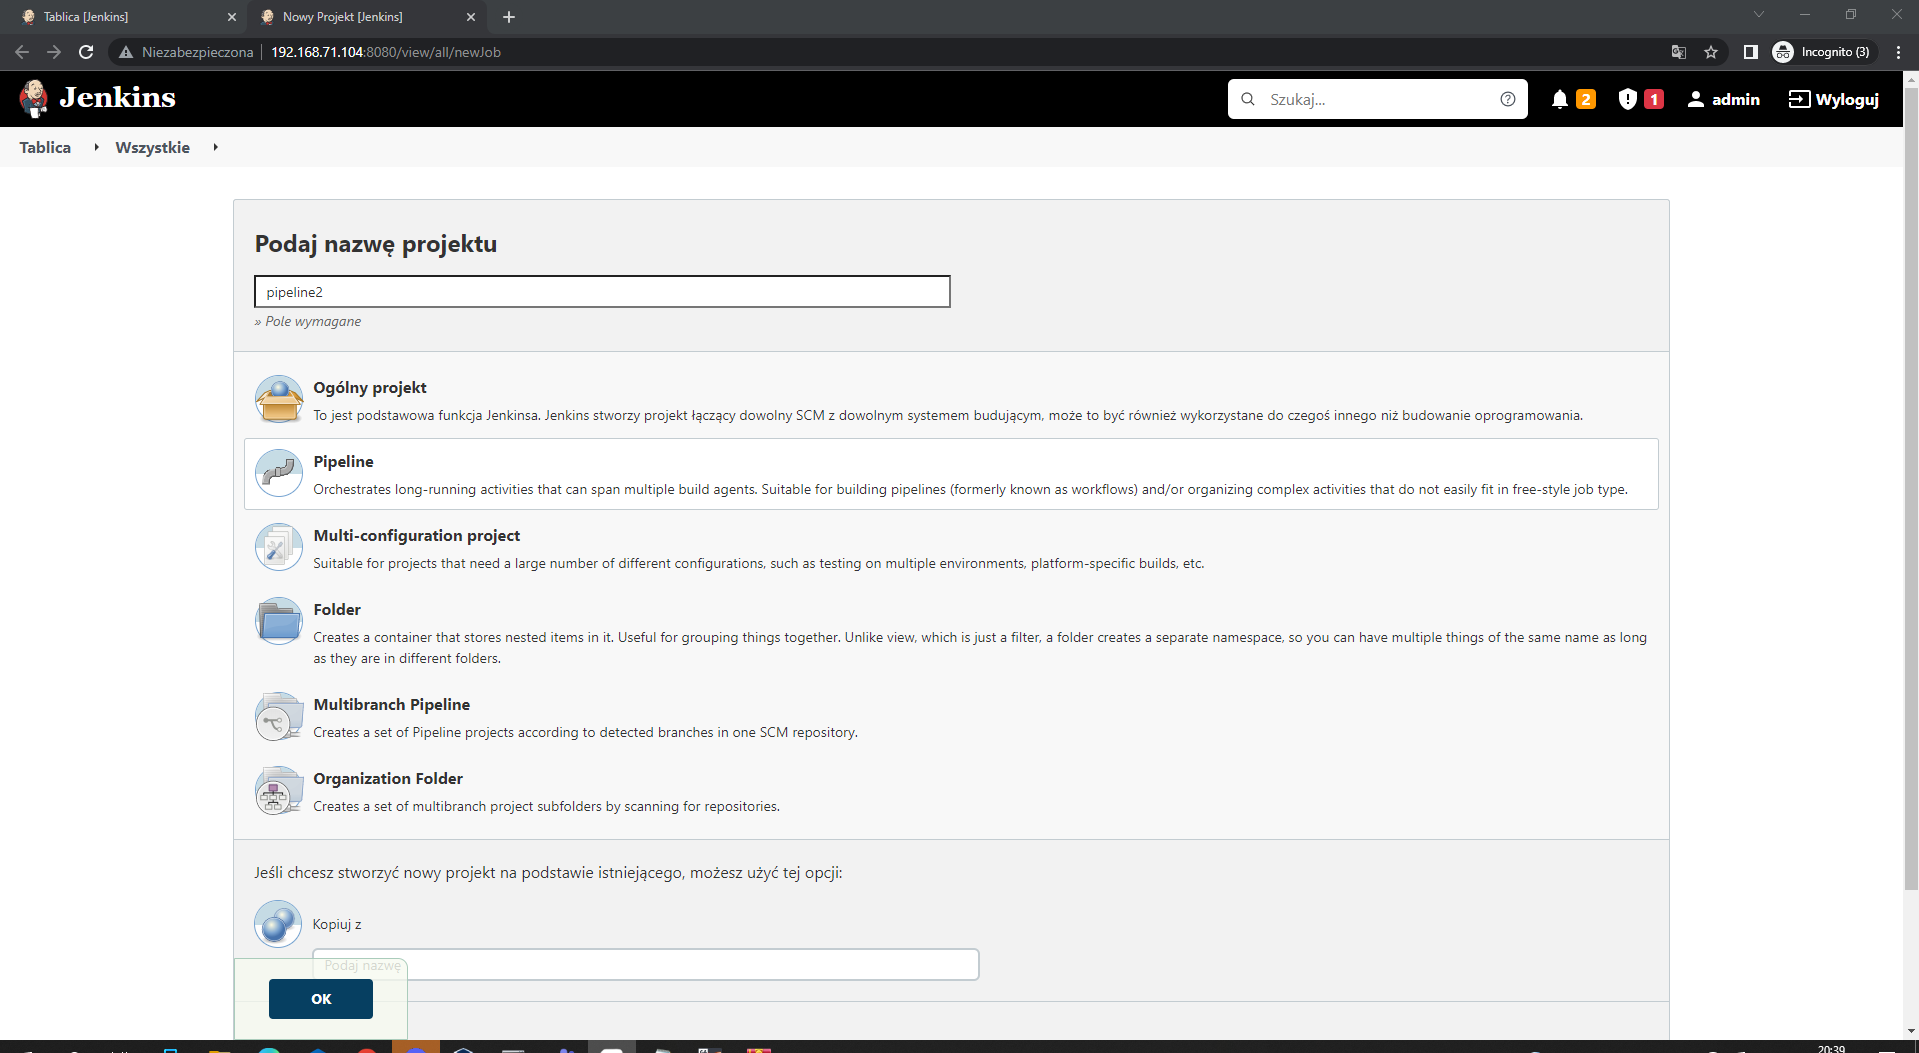 Tablica [Jenkins]
Nowy Projekt [Jenkins]
Niezabezpieczona
192.168.71.104:8080/view/all/newJob
Incognito (3)
Jenkins
Szukaj...
2
1
admin
Wyloguj
Tablica
Wszystkie
Podaj nazwę projektu
pipeline2
» Pole wymagane
Ogólny projekt
To jest podstawowa funkcja Jenkinsa. Jenkins stworzy projekt łączący dowolny SCM z dowolnym systemem budującym, może to być również wykorzystane do czegoś innego niż budowanie oprogramowania.
Pipeline
Orchestrates long-running activities that can span multiple build agents. Suitable for building pipelines (formerly known as workflows) and/or organizing complex activities that do not easily fit in free-style job type.
Multi-configuration project
Suitable for projects that need a large number of different configurations, such as testing on multiple environments, platform-specific builds, etc.
Folder
Creates a container that stores nested items in it. Useful for grouping things together. Unlike view, which is just a filter, a folder creates a separate namespace, so you can have multiple things of the same name as long
as they are in different folders.
Multibranch Pipeline
Creates a set of Pipeline projects according to detected branches in one SCM repository.
Organization Folder
Creates a set of multibranch project subfolders by scanning for repositories.
Jeśli chcesz stworzyć nowy projekt na podstawie istniejącego, możesz użyć tej opcji:
Kopiuj z
Podaj nazwę
OK
20:39